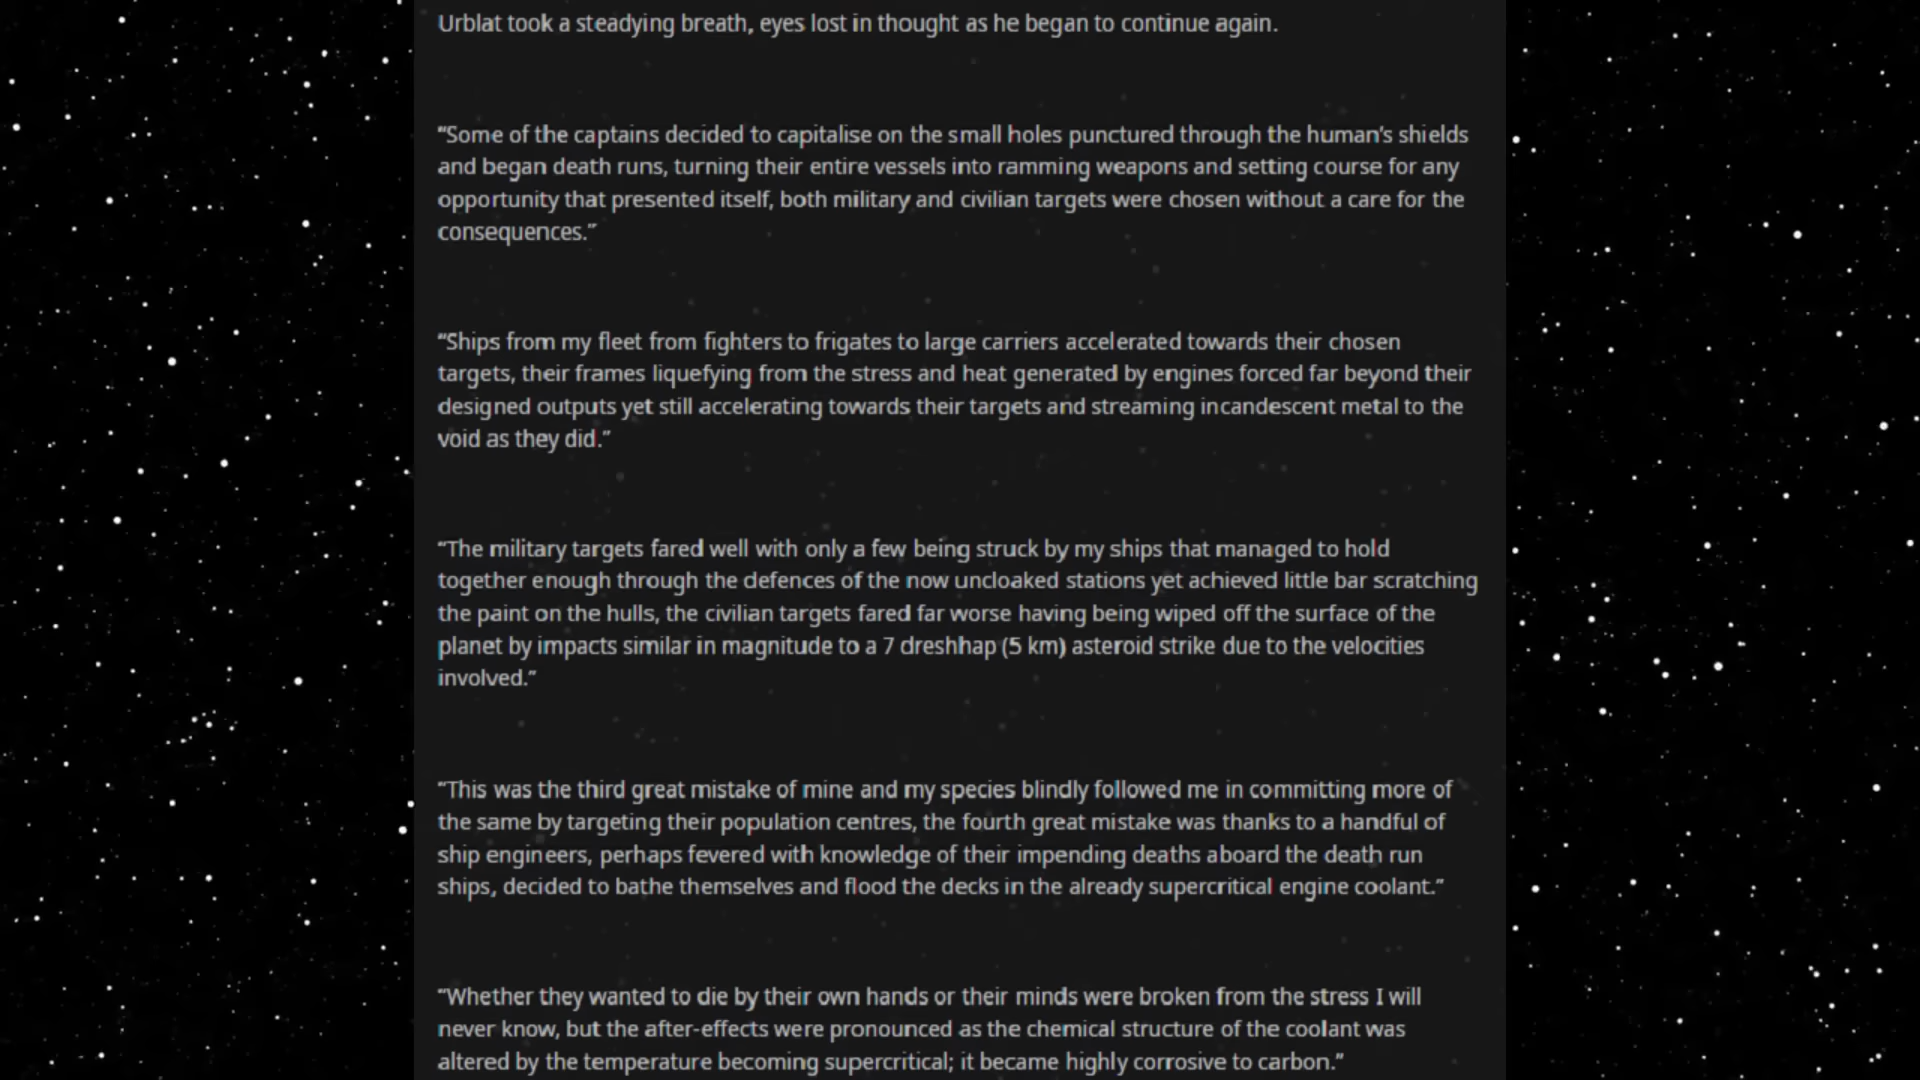 Urblat took a steadying breath, eyes lost in thought as he began to continue again.
“Some of the captains decided to capitalise on the small holes punctured through the human’s shields
and began death runs, turning their entire vessels into ramming weapons and setting course for any
opportunity that presented itself, both military and civilian targets were chosen without a care for the
consequences.”
“Ships from my fleet from fighters to frigates to large carriers accelerated towards their chosen
targets, their frames liquefying from the stress and heat generated by engines forced far beyond their
designed outputs yet still accelerating towards their targets and streaming incandescent metal to the
void as they did.”
“The military targets fared well with only a few being struck by my ships that managed to hold
together enough through the defences of the now uncloaked stations yet achieved little bar scratching
the paint on the hulls, the civilian targets fared far worse having being wiped off the surface of the
planet by impacts similar in magnitude to a 7 dreshhap (5 km) asteroid strike due to the velocities
involved.”
“This was the third great mistake of mine and my species blindly followed me in committing more of
the same by targeting their population centres, the fourth great mistake was thanks to a handful of
ship engineers, perhaps fevered with knowledge of their impending deaths aboard the death run
ships, decided to bathe themselves and flood the decks in the already supercritical engine coolant.”
“Whether they wanted to die by their own hands or their minds were broken from the stress I will
never know, but the after-effects were pronounced as the chemical structure of the coolant was
altered by the temperature becoming supercritical; it became highly corrosive to carbon.”